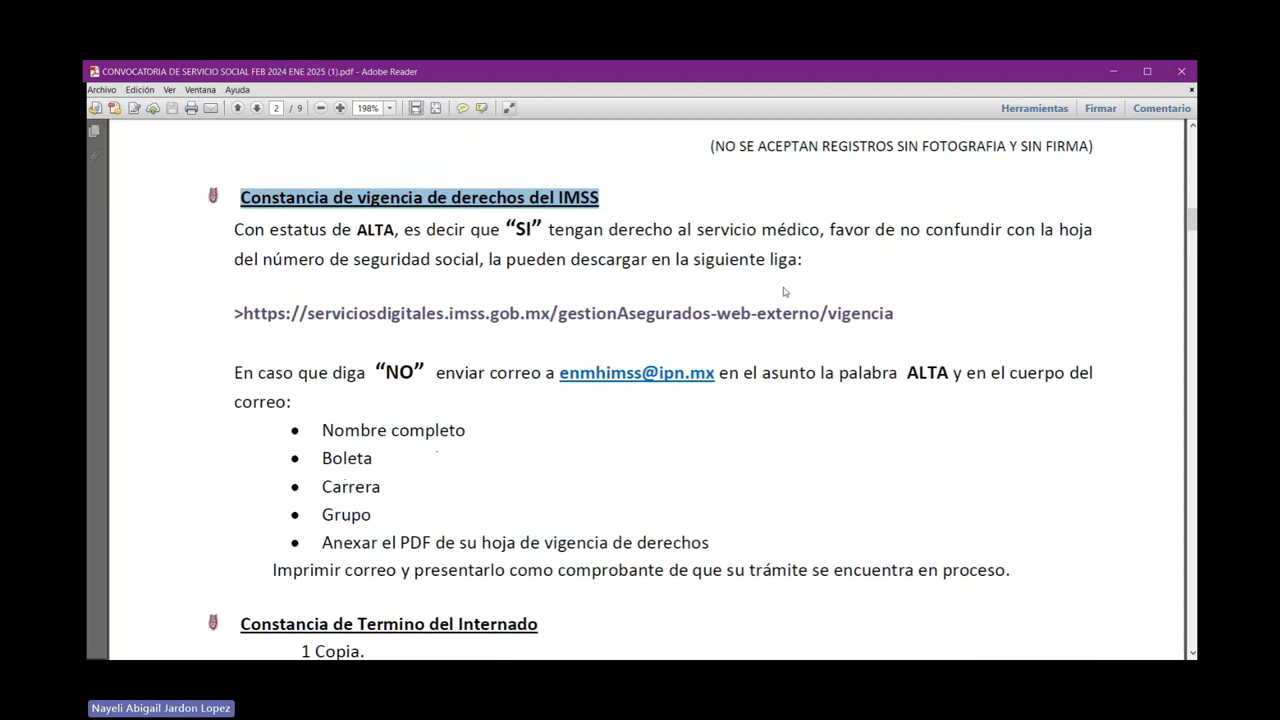 CONVOCATORIA DE SERVICIO SOCIAL FEB 2024 ENE 2025 (1).pdf - Adobe Reader
Archivo Edición Ver Ventana Ayuda
2 / 9 198% Herramientas Firmar Comentario
(NO SE ACEPTAN REGISTROS SIN FOTOGRAFIA Y SIN FIRMA)
Constancia de vigencia de derechos del IMSS
Con estatus de ALTA, es decir que “SI” tengan derecho al servicio médico, favor de no confundir con la hoja
del número de seguridad social, la pueden descargar en la siguiente liga:
>https://serviciosdigitales.imss.gob.mx/gestionAsegurados-web-externo/vigencia
En caso que diga “NO” enviar correo a enmhimss@ipn.mx en el asunto la palabra ALTA y en el cuerpo del
correo:
• Nombre completo
• Boleta
• Carrera
• Grupo
• Anexar el PDF de su hoja de vigencia de derechos
Imprimir correo y presentarlo como comprobante de que su trámite se encuentra en proceso.
Constancia de Termino del Internado
1 Copia.
Nayeli Abigail Jardon Lopez